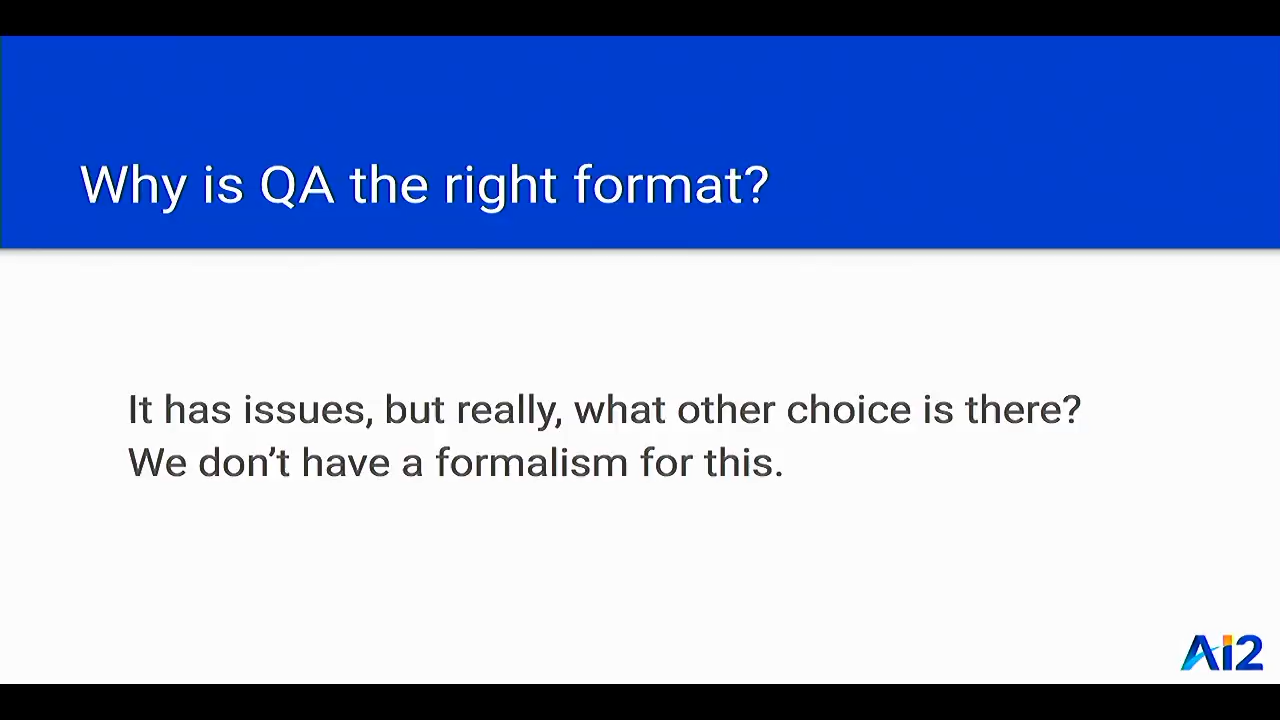 Why is QA the right format?
It has issues, but really, what other choice is there?
We don’t have a formalism for this.
Ai2